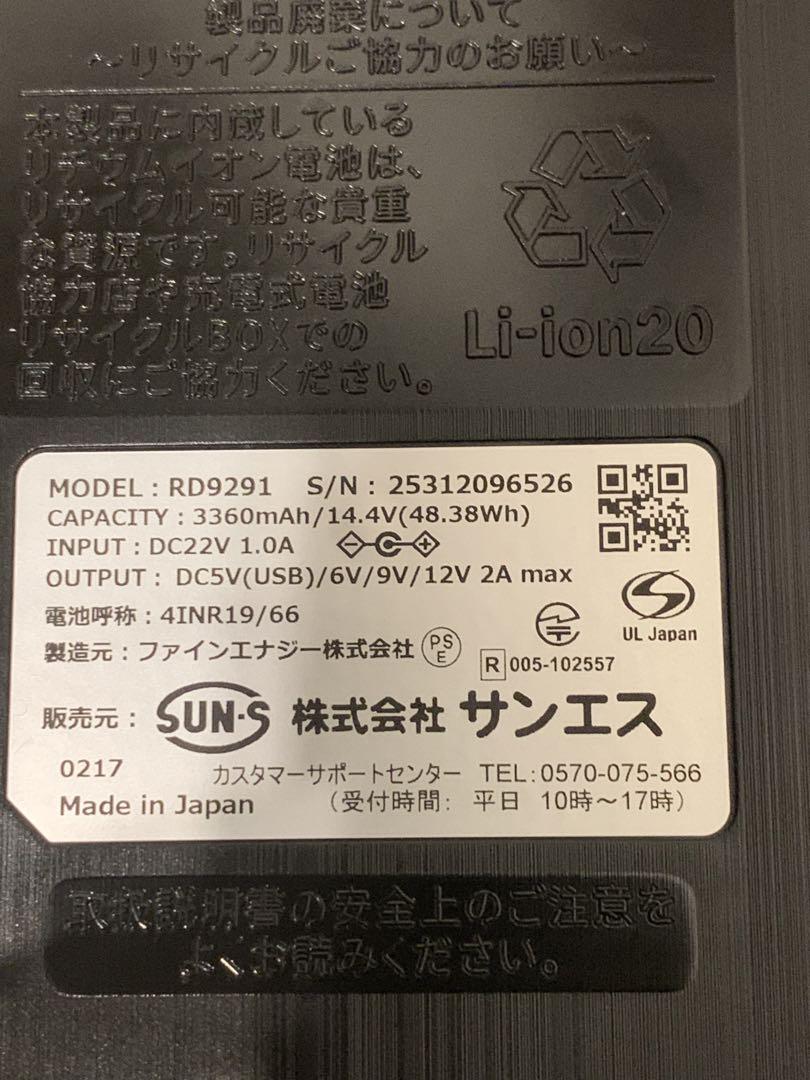 製品廃棄について
～リサイクルご協力のお願い～
本製品に内蔵している
リチウムイオン電池は、
リサイクル可能な貴重
な資源です。リサイクル
協力店や充電式電池
リサイクルBOXでの
回収にご協力ください。
Li-ion20
MODEL : RD9291 S/N : 25312096526
CAPACITY : 3360mAh/14.4V(48.38Wh)
INPUT : DC22V 1.0A
OUTPUT : DC5V(USB)/6V/9V/12V 2A max
電池呼称 : 4INR19/66
UL Japan
製造元 : ファインエナジー株式会社 PSE
R 005-102557
販売元 : SUN-S 株式会社 サンエス
0217 カスタマーサポートセンター TEL:0570-075-566
Made in Japan （受付時間: 平日 10時～17時）
取扱説明書の安全上のご注意を
よくお読みください。